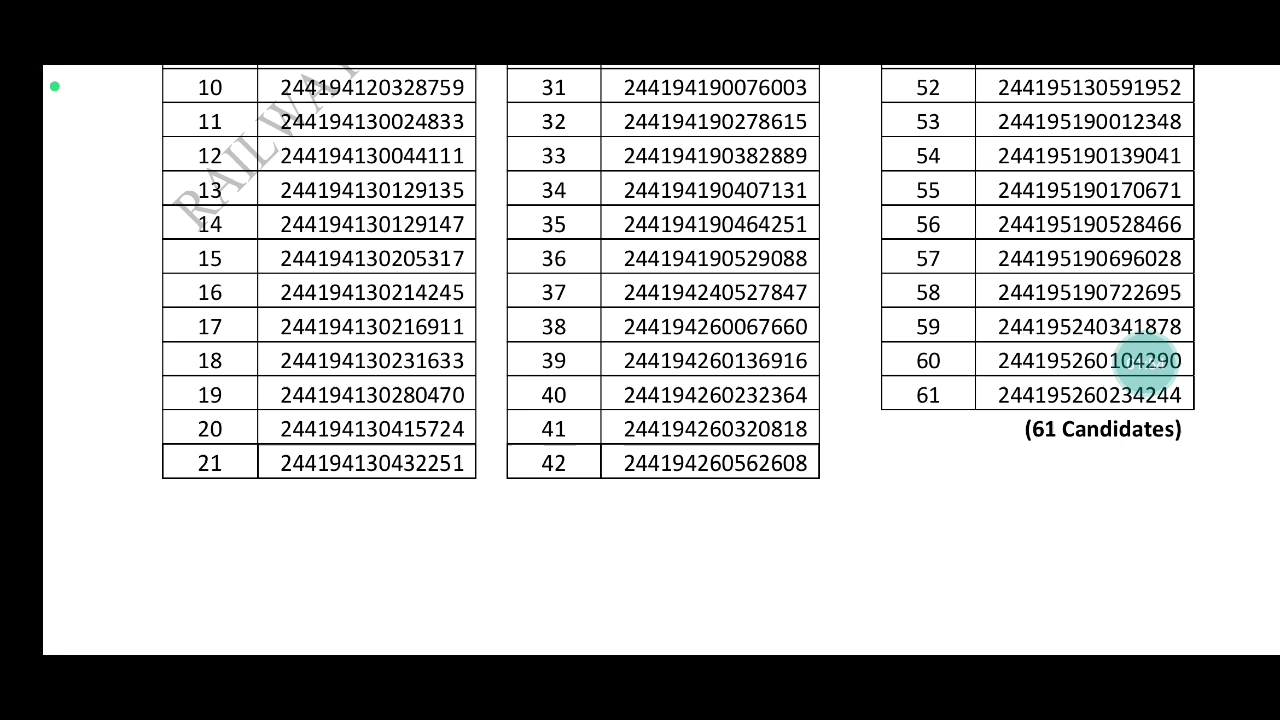 10 244194120328759 31 244194190076003 52 244195130591952
11 244194130024833 32 244194190278615 53 244195190012348
12 244194130044111 33 244194190382889 54 244195190139041
13 244194130129135 34 244194190407131 55 244195190170671
14 244194130129147 35 244194190464251 56 244195190528466
15 244194130205317 36 244194190529088 57 244195190696028
16 244194130214245 37 244194240527847 58 244195190722695
17 244194130216911 38 244194260067660 59 244195240341878
18 244194130231633 39 244194260136916 60 244195260104290
19 244194130280470 40 244194260232364 61 244195260234244
20 244194130415724 41 244194260320818 (61 Candidates)
21 244194130432251 42 244194260562608
RAILWAY